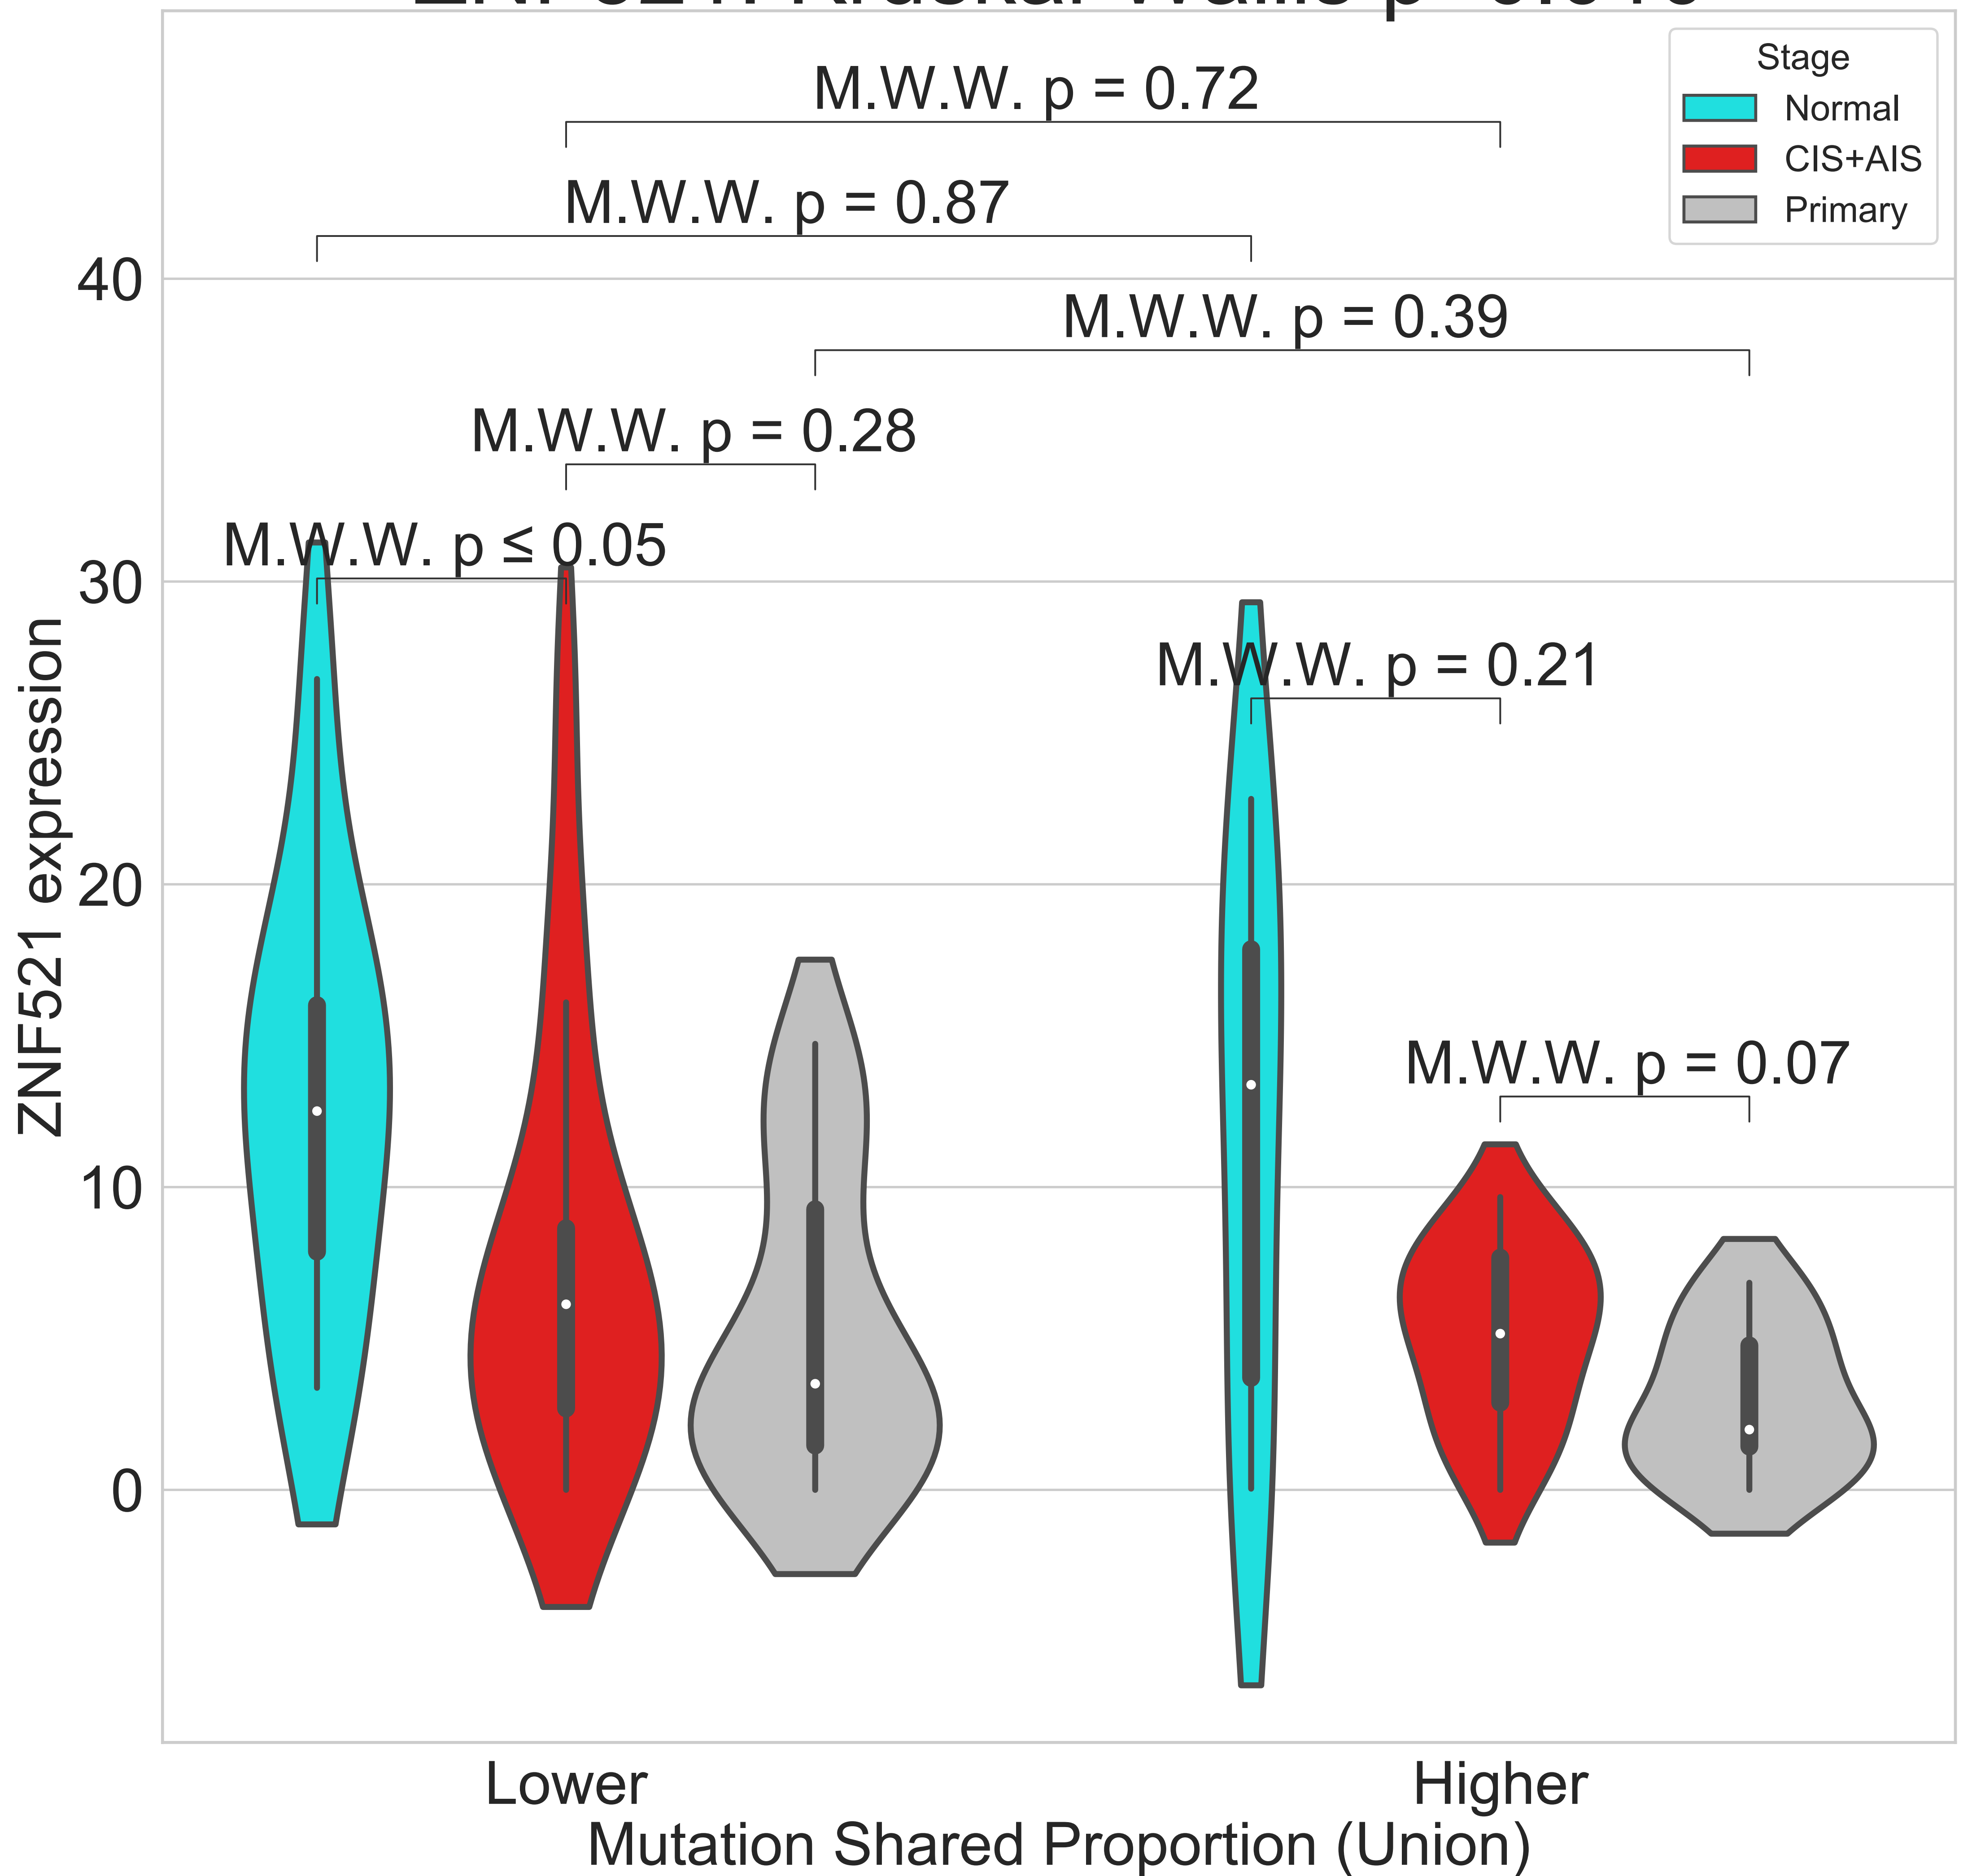 Stage
Normal
CIS+AIS
Primary
M.W.W. p = 0.72
M.W.W. p = 0.87
M.W.W. p = 0.39
M.W.W. p = 0.28
M.W.W. p ≤ 0.05
M.W.W. p = 0.21
M.W.W. p = 0.07
ZNF521 expression
40
30
20
10
0
Lower
Higher
Mutation Shared Proportion (Union)